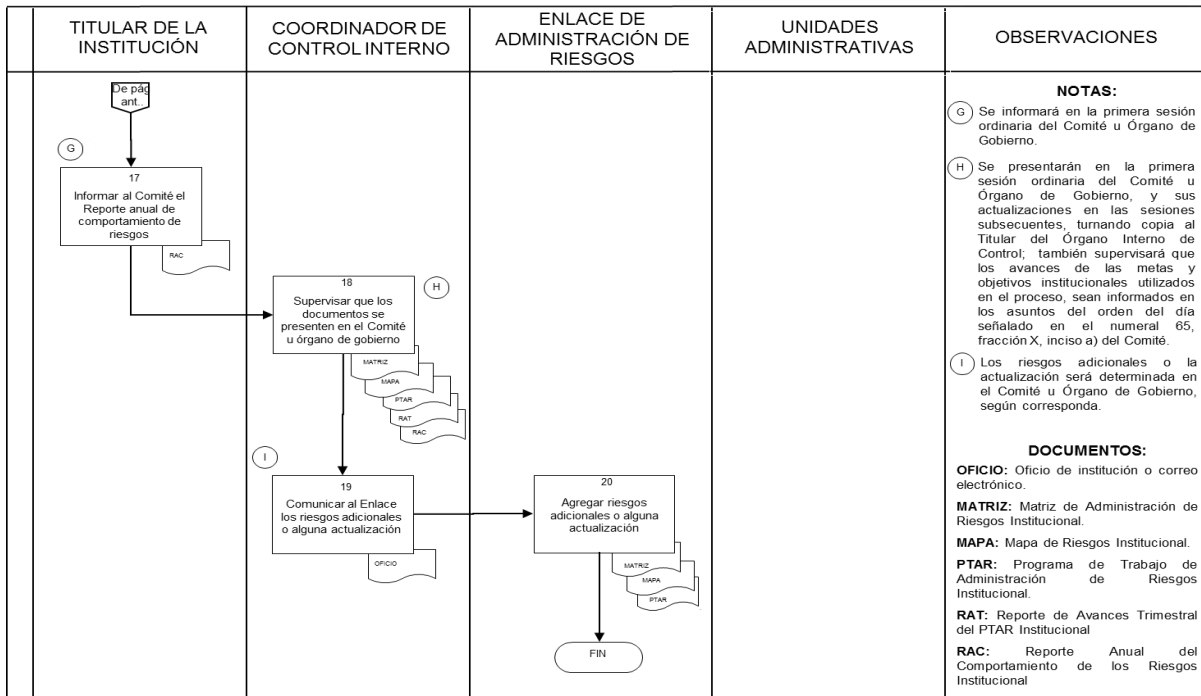 TITULAR DE LA
INSTITUCIÓN
COORDINADOR DE
CONTROL INTERNO
ENLACE DE
ADMINISTRACIÓN DE
RIESGOS
UNIDADES
ADMINISTRATIVAS
OBSERVACIONES
De pág
ant..
G
17
Informar al Comité el
Reporte anual de
comportamiento de
riesgos
RAC
18
Supervisar que los
documentos se
presenten en el Comité
u órgano de gobierno
H
MATRIZ
MAPA
PTAR
RAT
RAC
I
19
Comunicar al Enlace
los riesgos adicionales
o alguna actualización
OFICIO
20
Agregar riesgos
adicionales o alguna
actualización
MATRIZ
MAPA
PTAR
FIN
NOTAS:
G Se informará en la primera sesión
ordinaria del Comité u Órgano de
Gobierno.
H Se presentarán en la primera
sesión ordinaria del Comité u
Órgano de Gobierno, y sus
actualizaciones en las sesiones
subsecuentes, turnando copia al
Titular del Órgano Interno de
Control; también supervisará que
los avances de las metas y
objetivos institucionales utilizados
en el proceso, sean informados en
los asuntos del orden del día
señalado en el numeral 65,
fracción X, inciso a) del Comité.
I Los riesgos adicionales o la
actualización será determinada en
el Comité u Órgano de Gobierno,
según corresponda.
DOCUMENTOS:
OFICIO: Oficio de institución o correo
electrónico.
MATRIZ: Matriz de Administración de
Riesgos Institucional.
MAPA: Mapa de Riesgos Institucional.
PTAR: Programa de Trabajo de
Administración de Riesgos
Institucional.
RAT: Reporte de Avances Trimestral
del PTAR Institucional
RAC: Reporte Anual del
Comportamiento de los Riesgos
Institucional